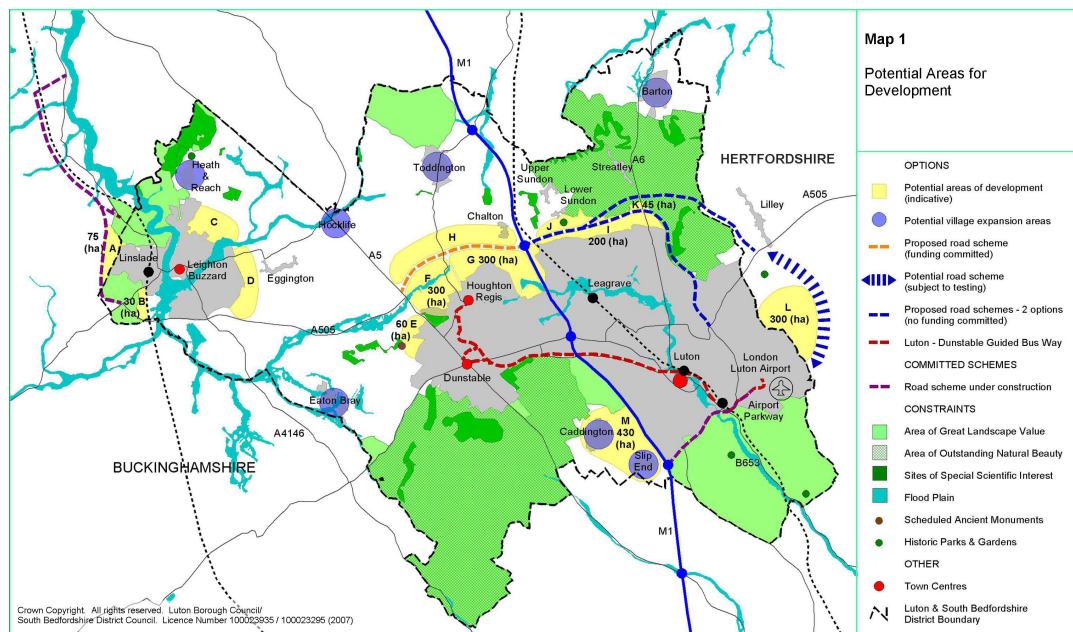 Map 1
Potential Areas for
Development
OPTIONS
Potential areas of development
(indicative)
Potential village expansion areas
Proposed road scheme
(funding committed)
Potential road scheme
(subject to testing)
Proposed road schemes - 2 options
(no funding committed)
Luton - Dunstable Guided Bus Way
COMMITTED SCHEMES
Road scheme under construction
CONSTRAINTS
Area of Great Landscape Value
Area of Outstanding Natural Beauty
Sites of Special Scientific Interest
Flood Plain
Scheduled Ancient Monuments
Historic Parks & Gardens
OTHER
Town Centres
Luton & South Bedfordshire
District Boundary
M1
Barton
HERTFORDSHIRE
Heath
&
Reach
Toddington
Upper
Sundon
Streatley
A6
Lower
Sundon
Lilley
A505
C
Hocklife
Chalton
K 45 (ha)
J
I
200 (ha)
75
(ha)
A
Linslade
Leighton
Buzzard
D
Eggington
A5
H
G 300 (ha)
F
300
(ha)
Houghton
Regis
Leagrave
L
300 (ha)
30 B
(ha)
A505
60 E
(ha)
Dunstable
Luton
London
Luton Airport
Airport
Parkway
Eaton Bray
A4146
BUCKINGHAMSHIRE
Caddington
M
430
(ha)
Slip
End
B653
M1
Crown Copyright. All rights reserved. Luton Borough Council/
South Bedfordshire District Council. Licence Number 100023935 / 100023295 (2007)